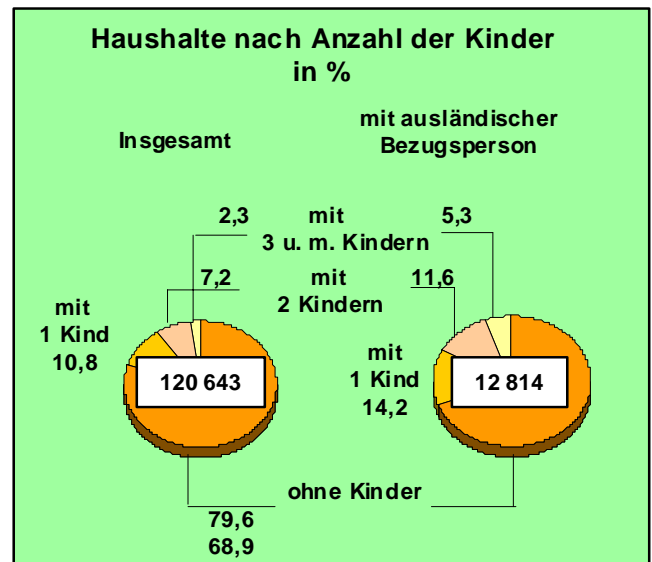 Haushalte nach Anzahl der Kinder
in %
Insgesamt
mit ausländischer
Bezugsperson
2,3 mit 5,3
3 u. m. Kindern
7,2 mit 11,6
2 Kindern
mit
1 Kind
10,8
120 643
mit
1 Kind
14,2
12 814
ohne Kinder
79,6
68,9